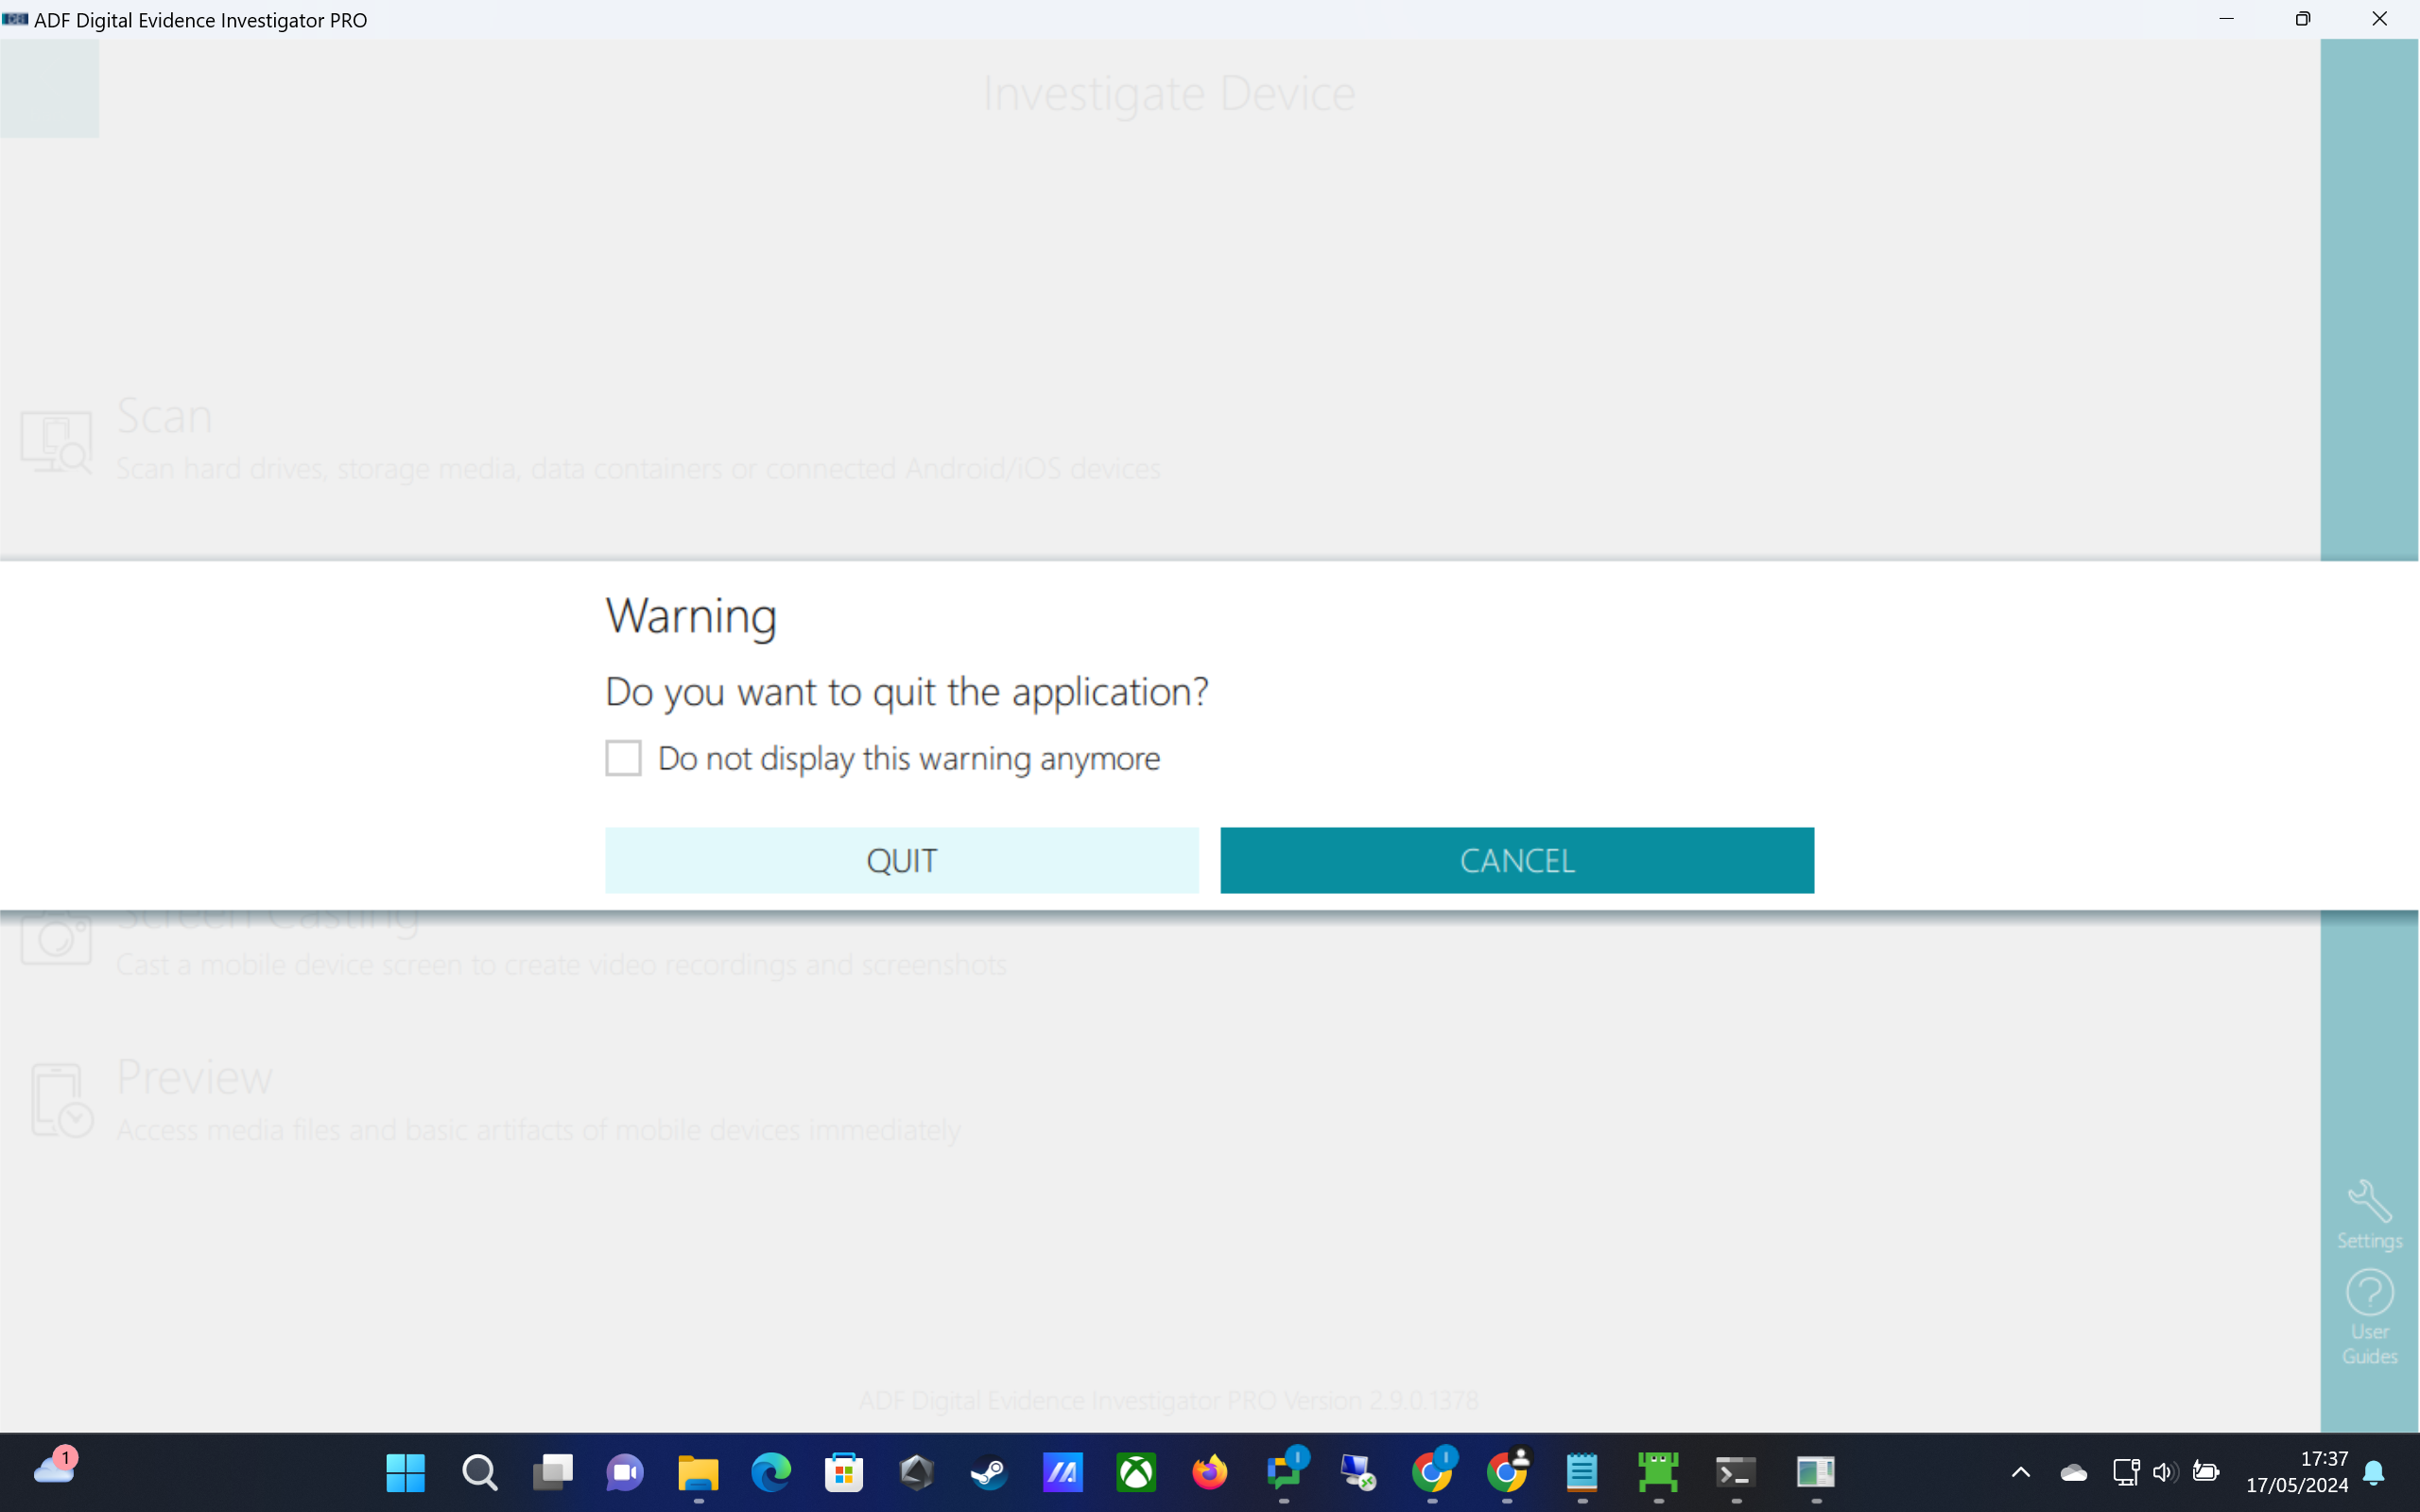 ADF Digital Evidence Investigator PRO
Investigate Device
Scan
Scan hard drives, storage media, data containers or connected Android/iOS devices
Warning
Do you want to quit the application?
Do not display this warning anymore
QUIT
CANCEL
Screen Casting
Cast a mobile device screen to create video recordings and screenshots
Preview
Access media files and basic artifacts of mobile devices immediately
Settings
User
Guides
ADF Digital Evidence Investigator PRO Version 2.9.0.1378
1
17:37
17/05/2024